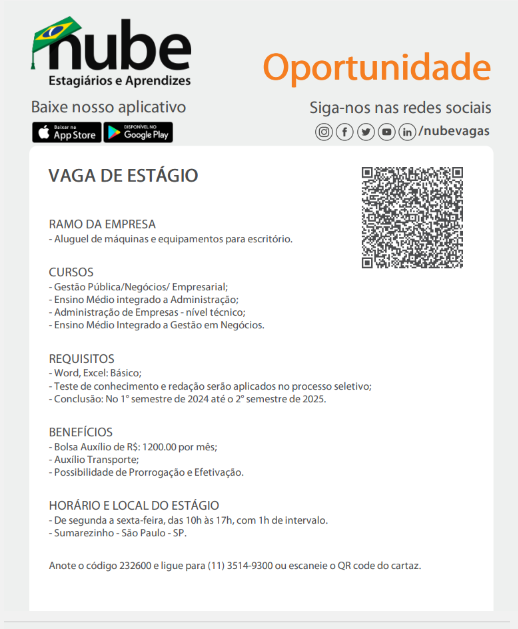 nube
Estagiários e Aprendizes
Oportunidade
Baixe nosso aplicativo
Siga-nos nas redes sociais
Baixar na
App Store
DISPONÍVEL NO
Google Play
/nubevagas
VAGA DE ESTÁGIO
RAMO DA EMPRESA
- Aluguel de máquinas e equipamentos para escritório.
CURSOS
- Gestão Pública/Negócios/ Empresarial;
- Ensino Médio integrado a Administração;
- Administração de Empresas - nível técnico;
- Ensino Médio Integrado a Gestão em Negócios.
REQUISITOS
- Word, Excel: Básico;
- Teste de conhecimento e redação serão aplicados no processo seletivo;
- Conclusão: No 1° semestre de 2024 até o 2° semestre de 2025.
BENEFÍCIOS
- Bolsa Auxílio de R$: 1200.00 por mês;
- Auxílio Transporte;
- Possibilidade de Prorrogação e Efetivação.
HORÁRIO E LOCAL DO ESTÁGIO
- De segunda a sexta-feira, das 10h às 17h, com 1h de intervalo.
- Sumarezinho - São Paulo - SP.
Anote o código 232600 e ligue para (11) 3514-9300 ou escaneie o QR code do cartaz.